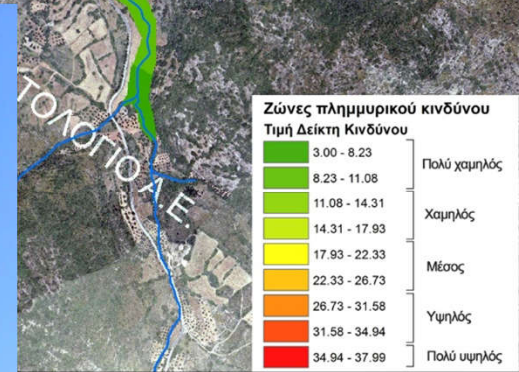 ΤΟΛΟΓΙΟ Α.Ε.
Ζώνες πλημμυρικού κινδύνου
Τιμή Δείκτη Κινδύνου
3.00 - 8.23
8.23 - 11.08
Πολύ χαμηλός
11.08 - 14.31
14.31 - 17.93
Χαμηλός
17.93 - 22.33
22.33 - 26.73
Μέσος
26.73 - 31.58
31.58 - 34.94
Υψηλός
34.94 - 37.99
Πολύ υψηλός